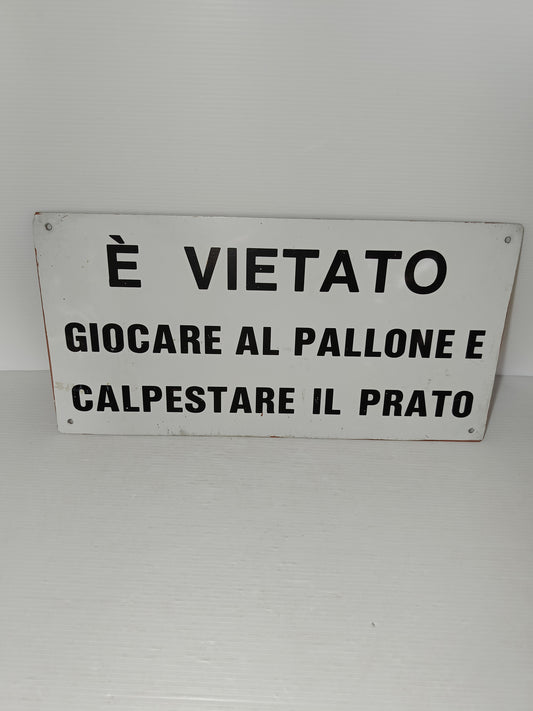 È VIETATO
GIOCARE AL PALLONE E
CALPESTARE IL PRATO